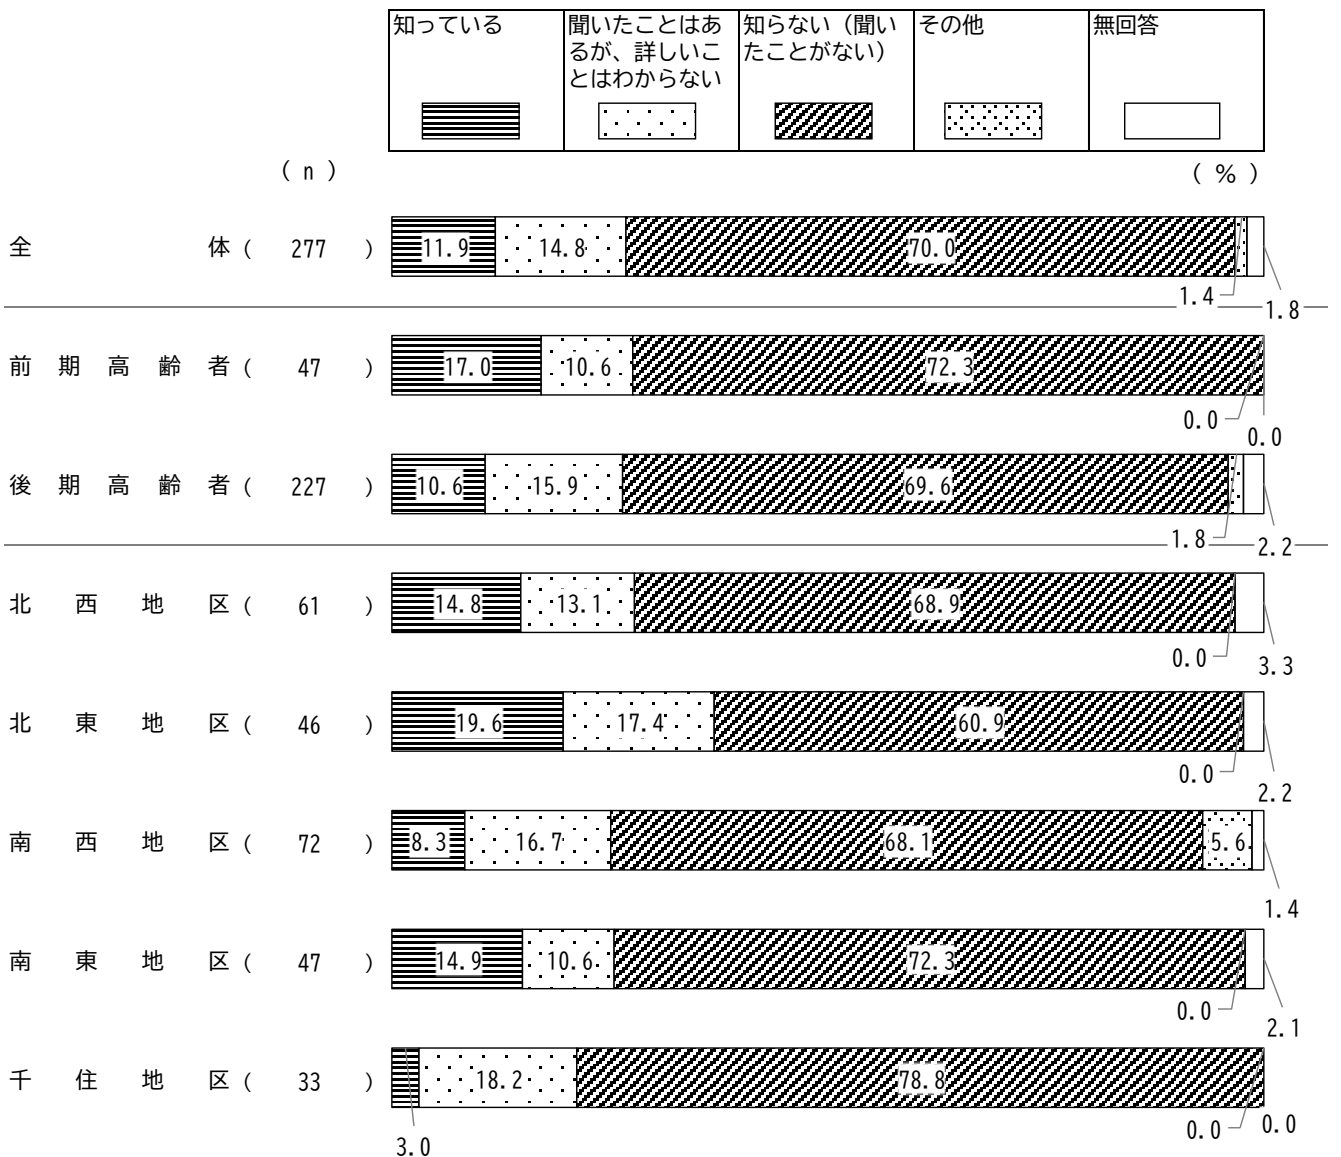 知っている
聞いたことはあ
るが、詳しいこ
とはわからない
知らない（聞い
たことがない）
その他
無回答
( n )
( % )
全体 ( 277 )
11.9 14.8 70.0
1.4 1.8
前期高齢者 ( 47 )
17.0 10.6 72.3
0.0 0.0
後期高齢者 ( 227 )
10.6 15.9 69.6
1.8 2.2
北西地区 ( 61 )
14.8 13.1 68.9
0.0 3.3
北東地区 ( 46 )
19.6 17.4 60.9
0.0 2.2
南西地区 ( 72 )
8.3 16.7 68.1 5.6
1.4
南東地区 ( 47 )
14.9 10.6 72.3
0.0 2.1
千住地区 ( 33 )
18.2 78.8
3.0 0.0 0.0